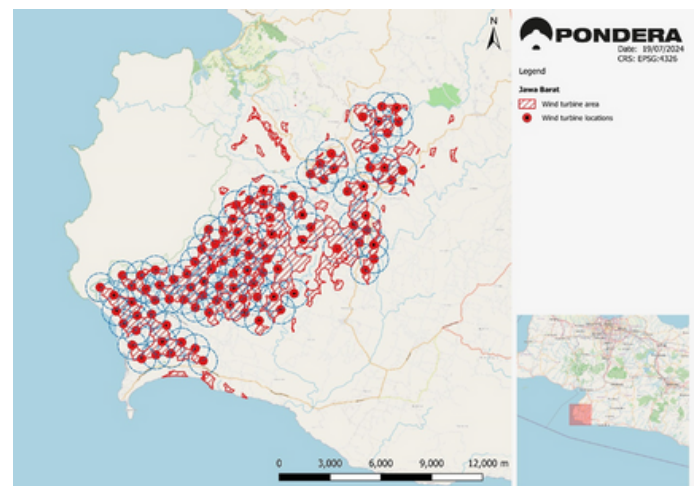 N
PONDERA
Date: 19/07/2024
CRS: EPSG:4326
Legend
Jawa Barat
Wind turbine area
Wind turbine locations
0 3,000 6,000 9,000 12,000 m